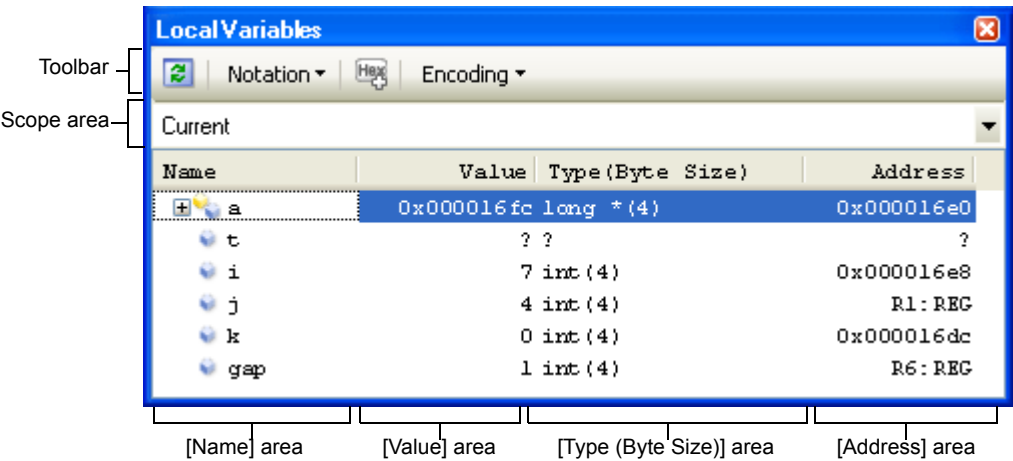 Local Variables
Toolbar
Notation
Hex
Encoding
Scope area
Current
Name Value Type(Byte Size) Address
a 0x000016fc long *(4) 0x000016e0
t ? ? ?
i 7 int(4) 0x000016e8
j 4 int(4) R1:REG
k 0 int(4) 0x000016dc
gap 1 int(4) R6:REG
[Name] area [Value] area [Type (Byte Size)] area [Address] area